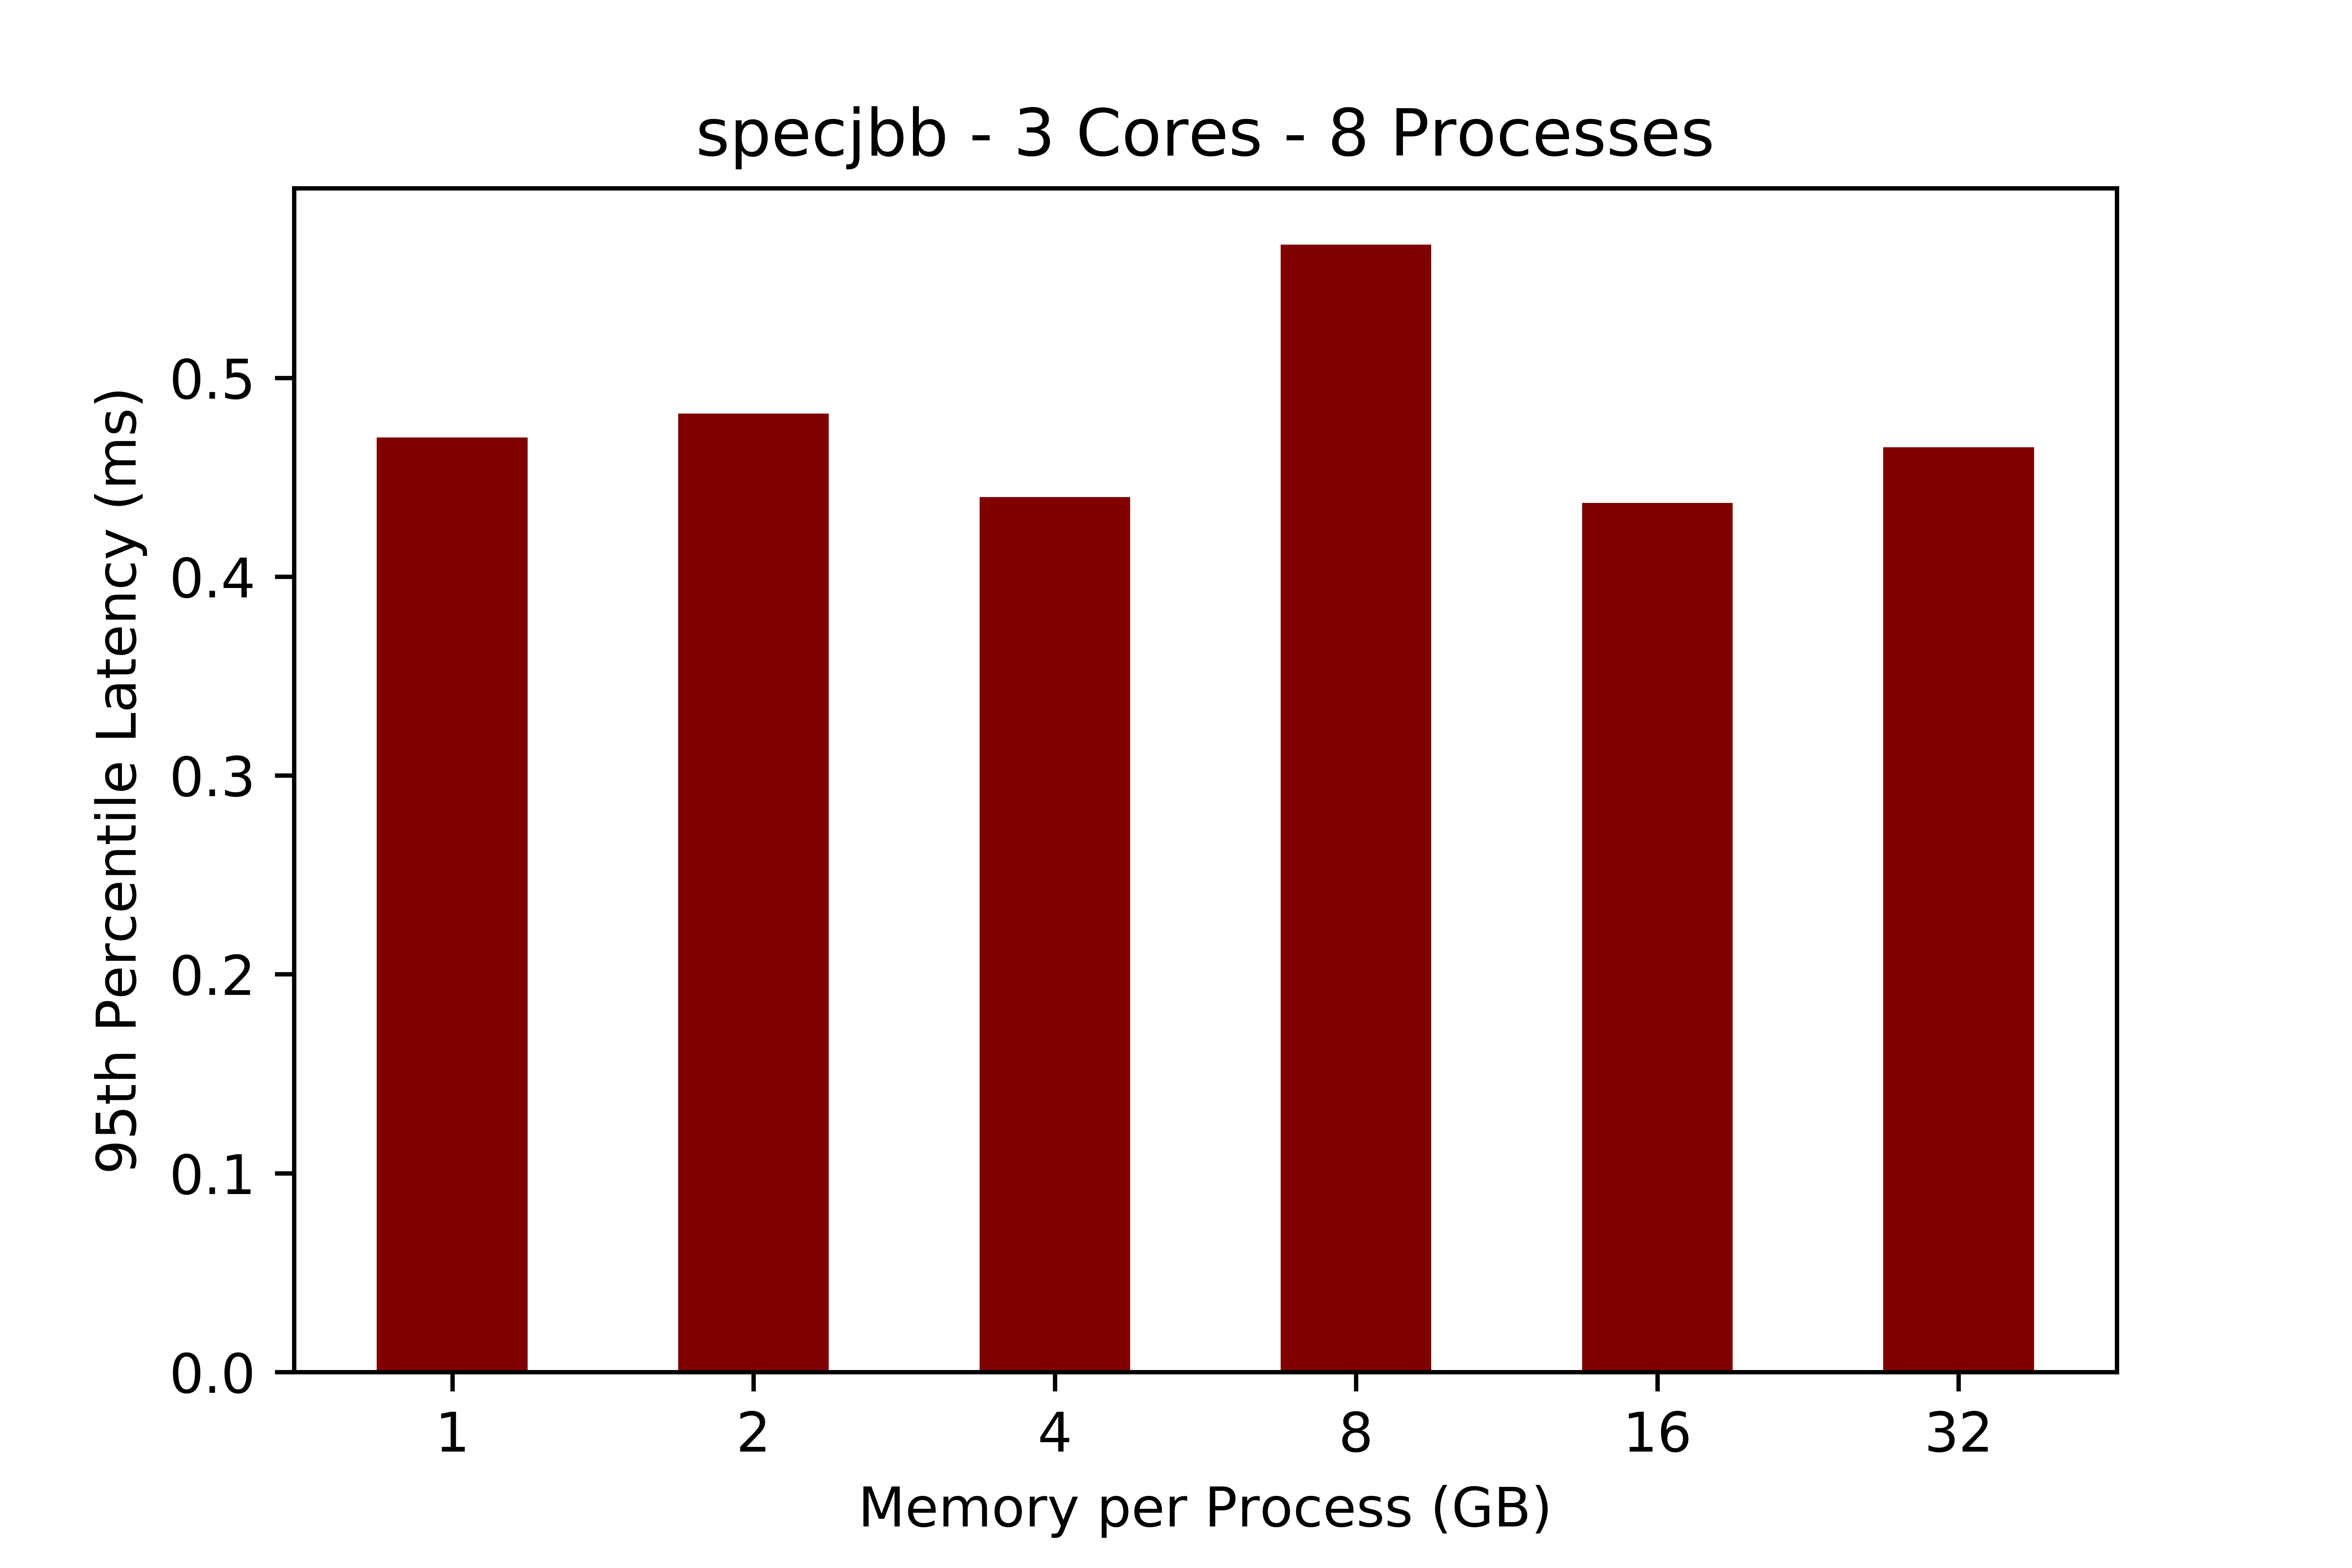 specjbb - 3 Cores - 8 Processes
95th Percentile Latency (ms)
0.5
0.4
0.3
0.2
0.1
0.0
1 2 4 8 16 32
Memory per Process (GB)